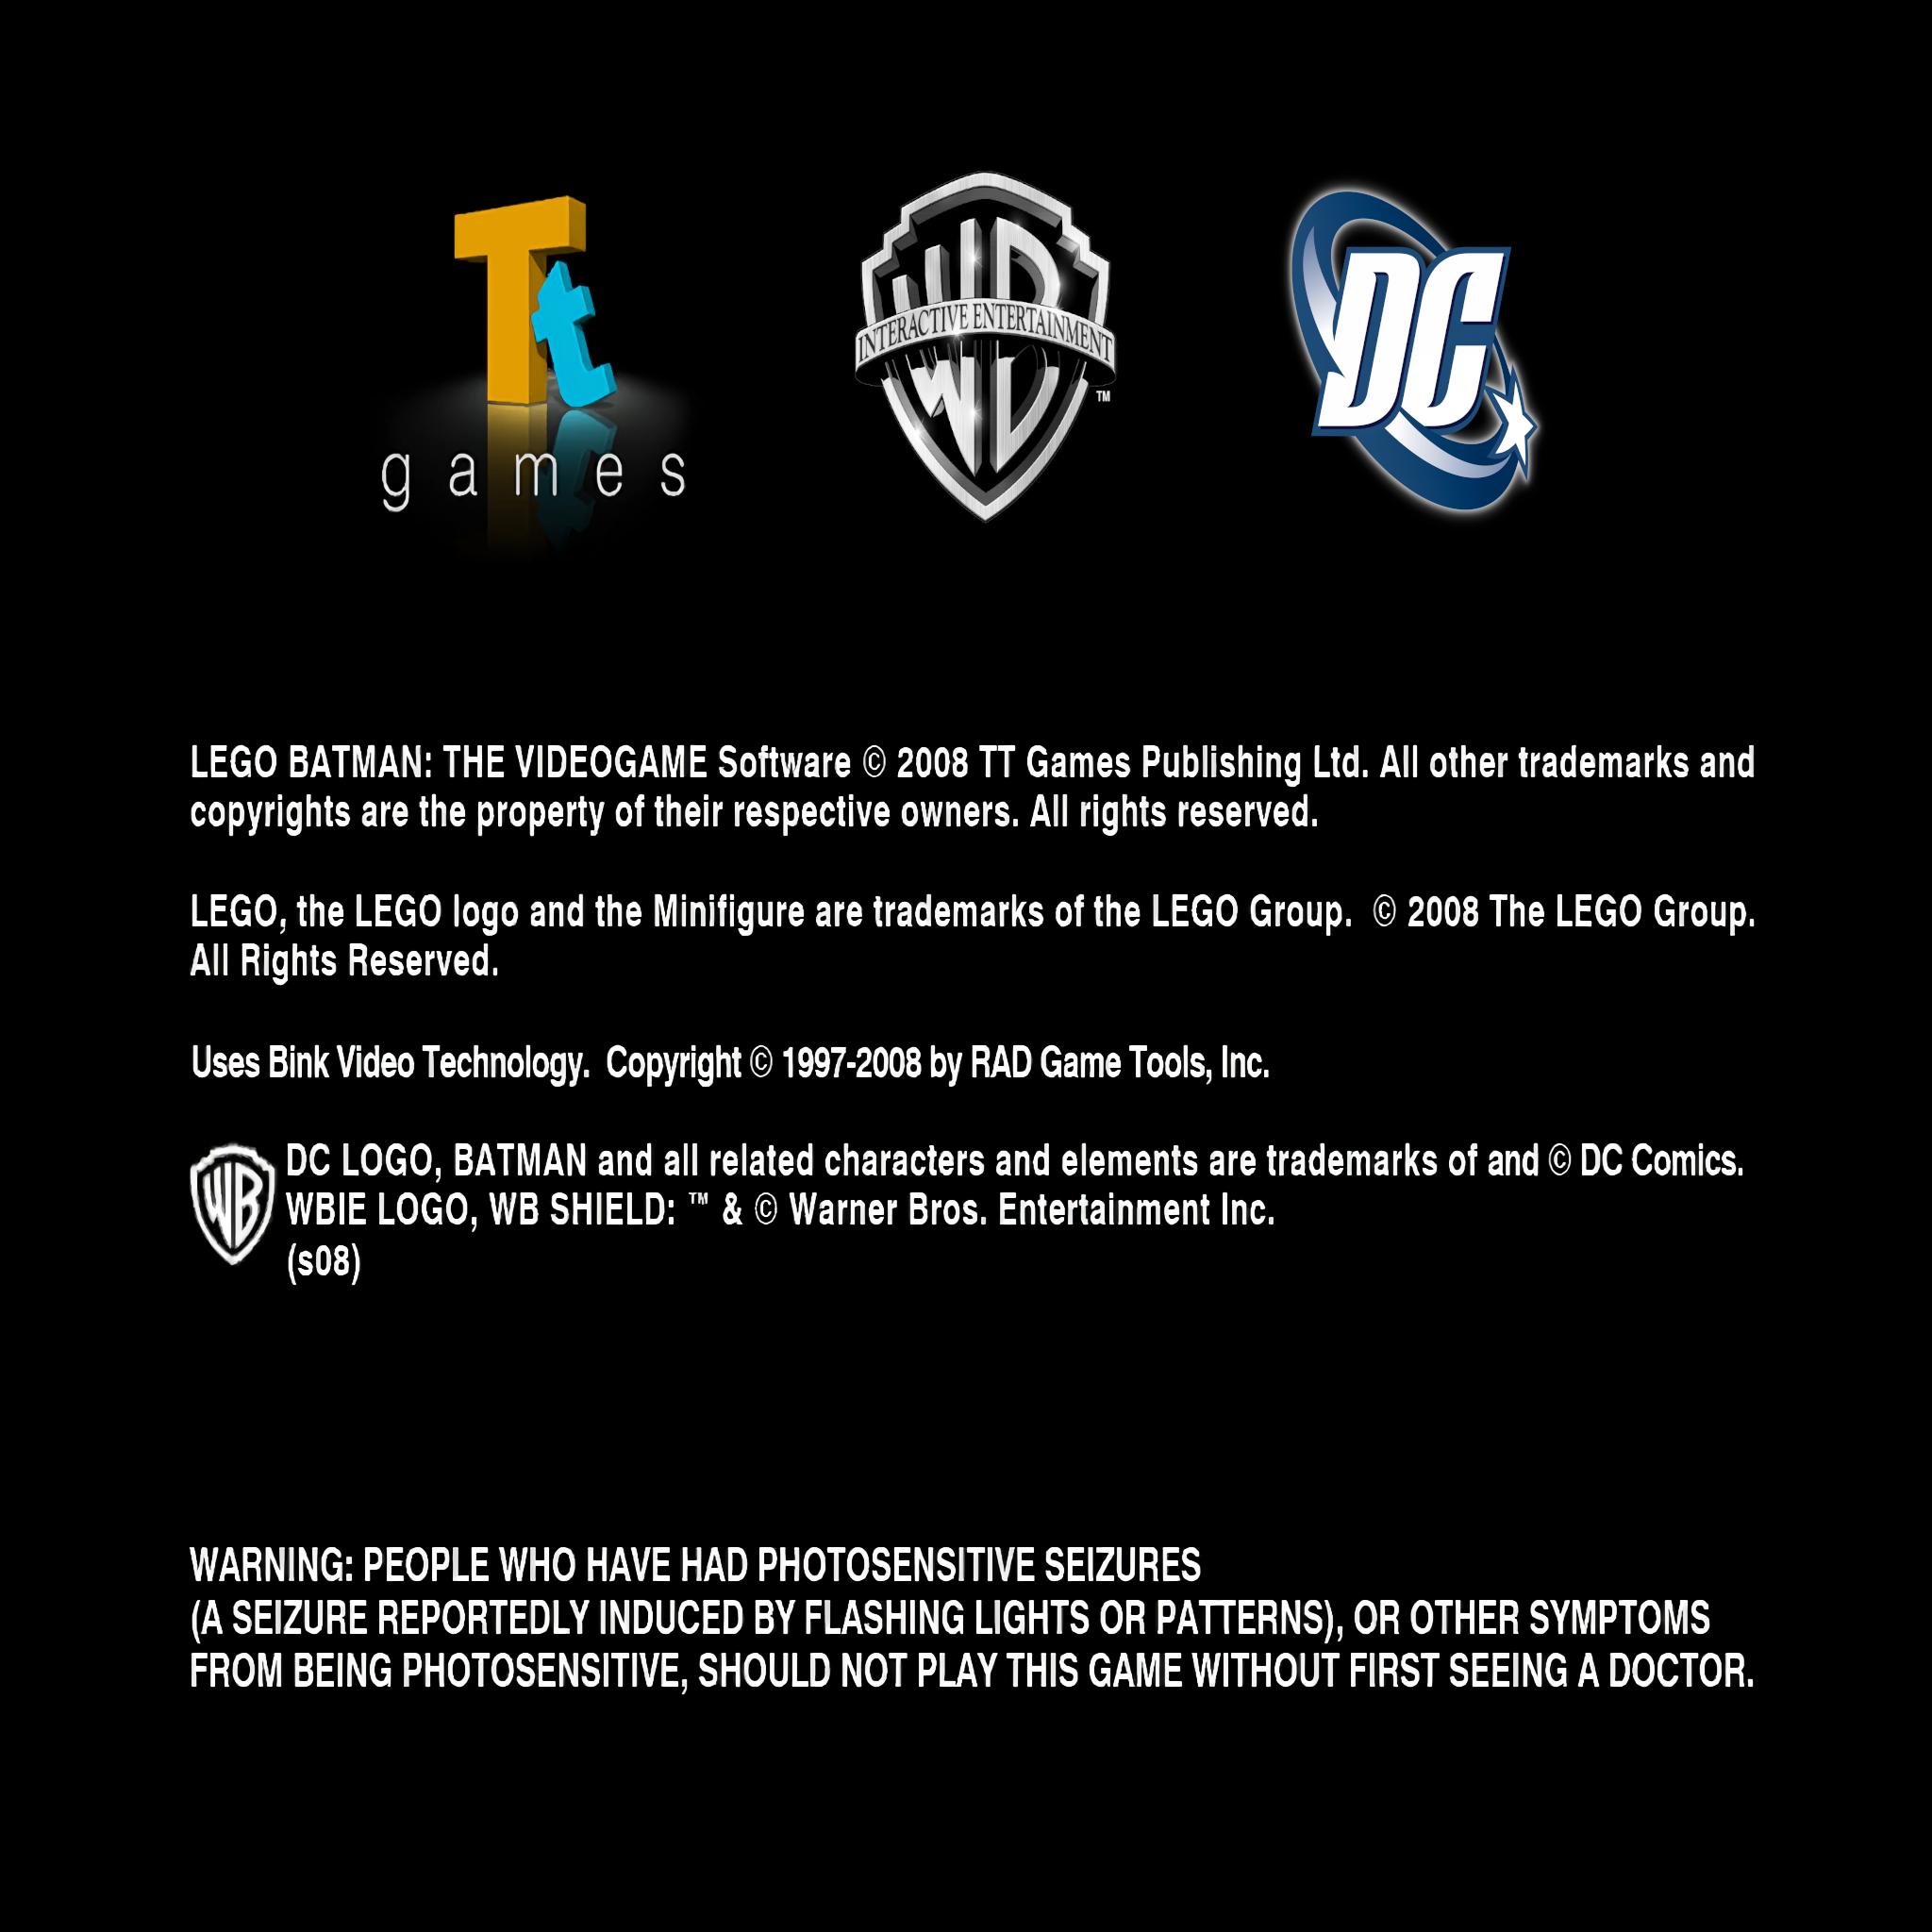 Tt
games
WB
INTERACTIVE ENTERTAINMENT
TM
DC
LEGO BATMAN: THE VIDEOGAME Software © 2008 TT Games Publishing Ltd. All other trademarks and
copyrights are the property of their respective owners. All rights reserved.
LEGO, the LEGO logo and the Minifigure are trademarks of the LEGO Group.  © 2008 The LEGO Group.
All Rights Reserved.
Uses Bink Video Technology.  Copyright © 1997-2008 by RAD Game Tools, Inc.
WB
DC LOGO, BATMAN and all related characters and elements are trademarks of and © DC Comics.
WBIE LOGO, WB SHIELD: ™ & © Warner Bros. Entertainment Inc.
(s08)
WARNING: PEOPLE WHO HAVE HAD PHOTOSENSITIVE SEIZURES
(A SEIZURE REPORTEDLY INDUCED BY FLASHING LIGHTS OR PATTERNS), OR OTHER SYMPTOMS
FROM BEING PHOTOSENSITIVE, SHOULD NOT PLAY THIS GAME WITHOUT FIRST SEEING A DOCTOR.